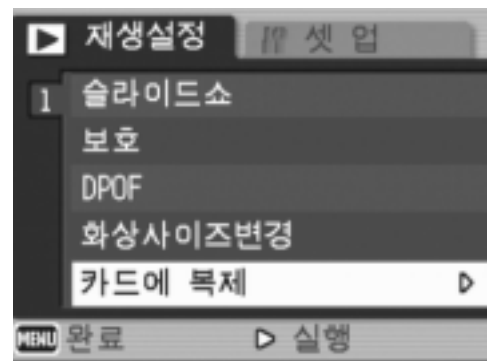 재생설정 셋업
1 슬라이드쇼
보호
DPOF
화상사이즈변경
카드에 복제
MENU 완료 실행